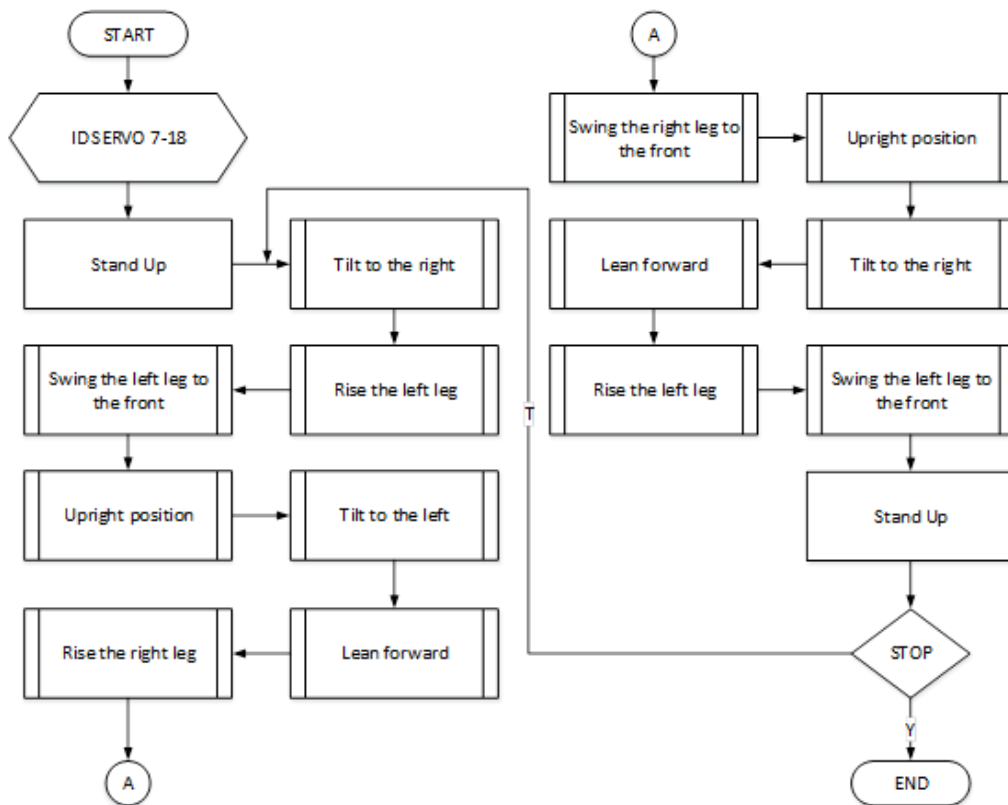 START
ID SERVO 7-18
Stand Up
Tilt to the right
Rise the left leg
Swing the left leg to
the front
Upright position
Tilt to the left
Lean forward
Rise the right leg
A
A
Swing the right leg to
the front
Upright position
Tilt to the right
Lean forward
Rise the left leg
Swing the left leg to
the front
Stand Up
STOP
T
Y
END